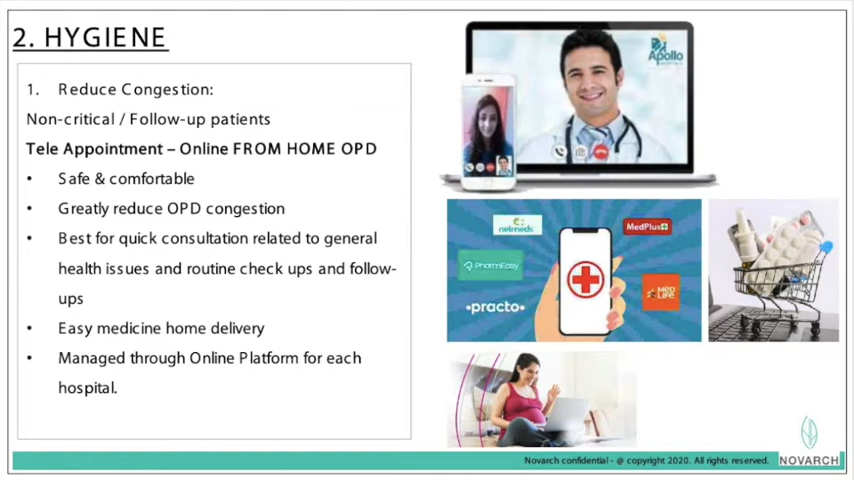 2. HYGIENE
1. Reduce Congestion:
Non-critical / Follow-up patients
Tele Appointment – Online FROM HOME OPD
• Safe & comfortable
• Greatly reduce OPD congestion
• Best for quick consultation related to general
health issues and routine check ups and follow-
ups
• Easy medicine home delivery
• Managed through Online Platform for each
hospital.
Apollo
netmeds
MedPlus
PharmEasy
MED
LIFE
•practo•
Novarch confidential - @ copyright 2020. All rights reserved.
NOVARCH